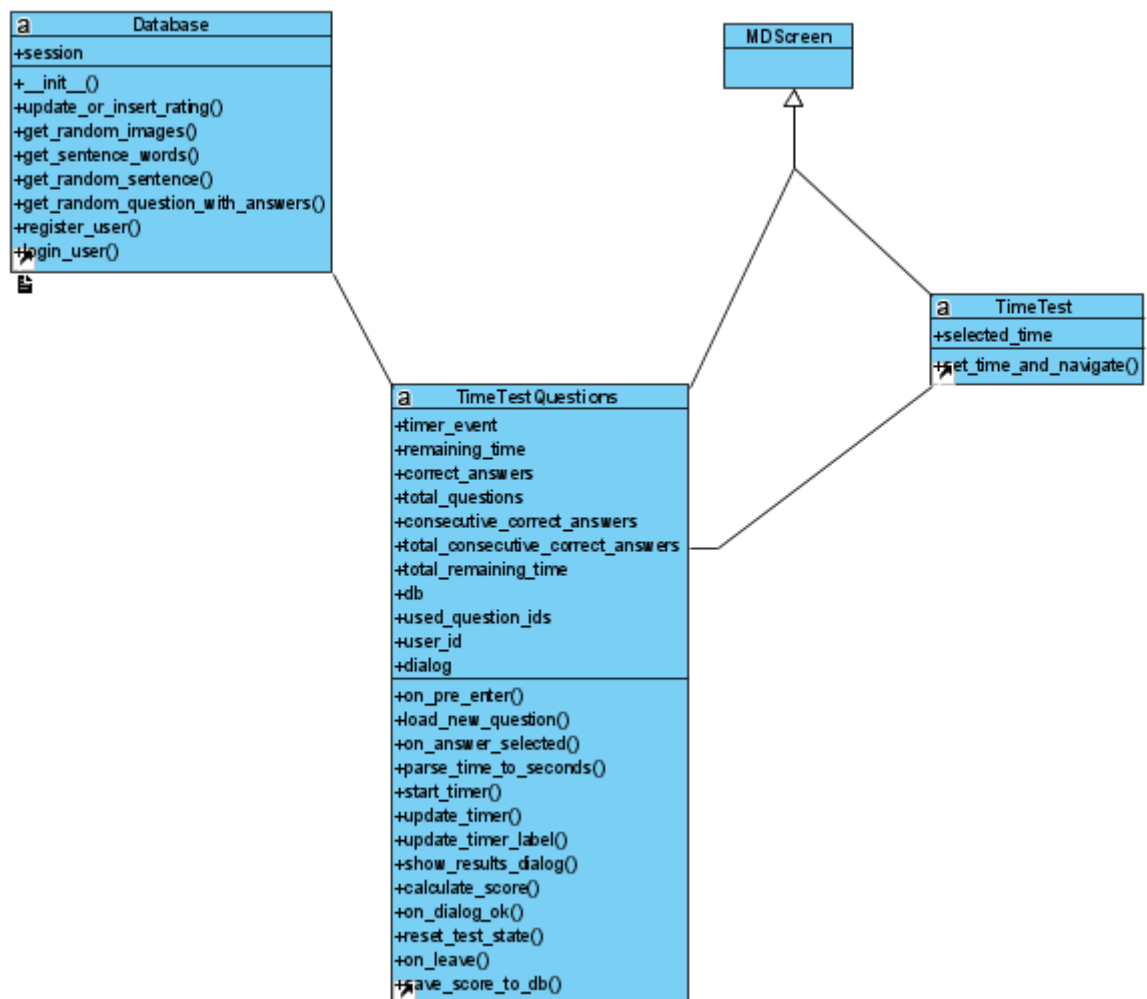 a Database
+session
+__init__()
+update_or_insert_rating()
+get_random_images()
+get_sentence_words()
+get_random_sentence()
+get_random_question_with_answers()
+register_user()
+login_user()
MDScreen
a TimeTest
+selected_time
+set_time_and_navigate()
a TimeTestQuestions
+timer_event
+remaining_time
+correct_answers
+total_questions
+consecutive_correct_answers
+total_consecutive_correct_answers
+total_remaining_time
+db
+used_question_ids
+user_id
+dialog
+on_pre_enter()
+load_new_question()
+on_answer_selected()
+parse_time_to_seconds()
+start_timer()
+update_timer()
+update_timer_label()
+show_results_dialog()
+calculate_score()
+on_dialog_ok()
+reset_test_state()
+on_leave()
+save_score_to_db()